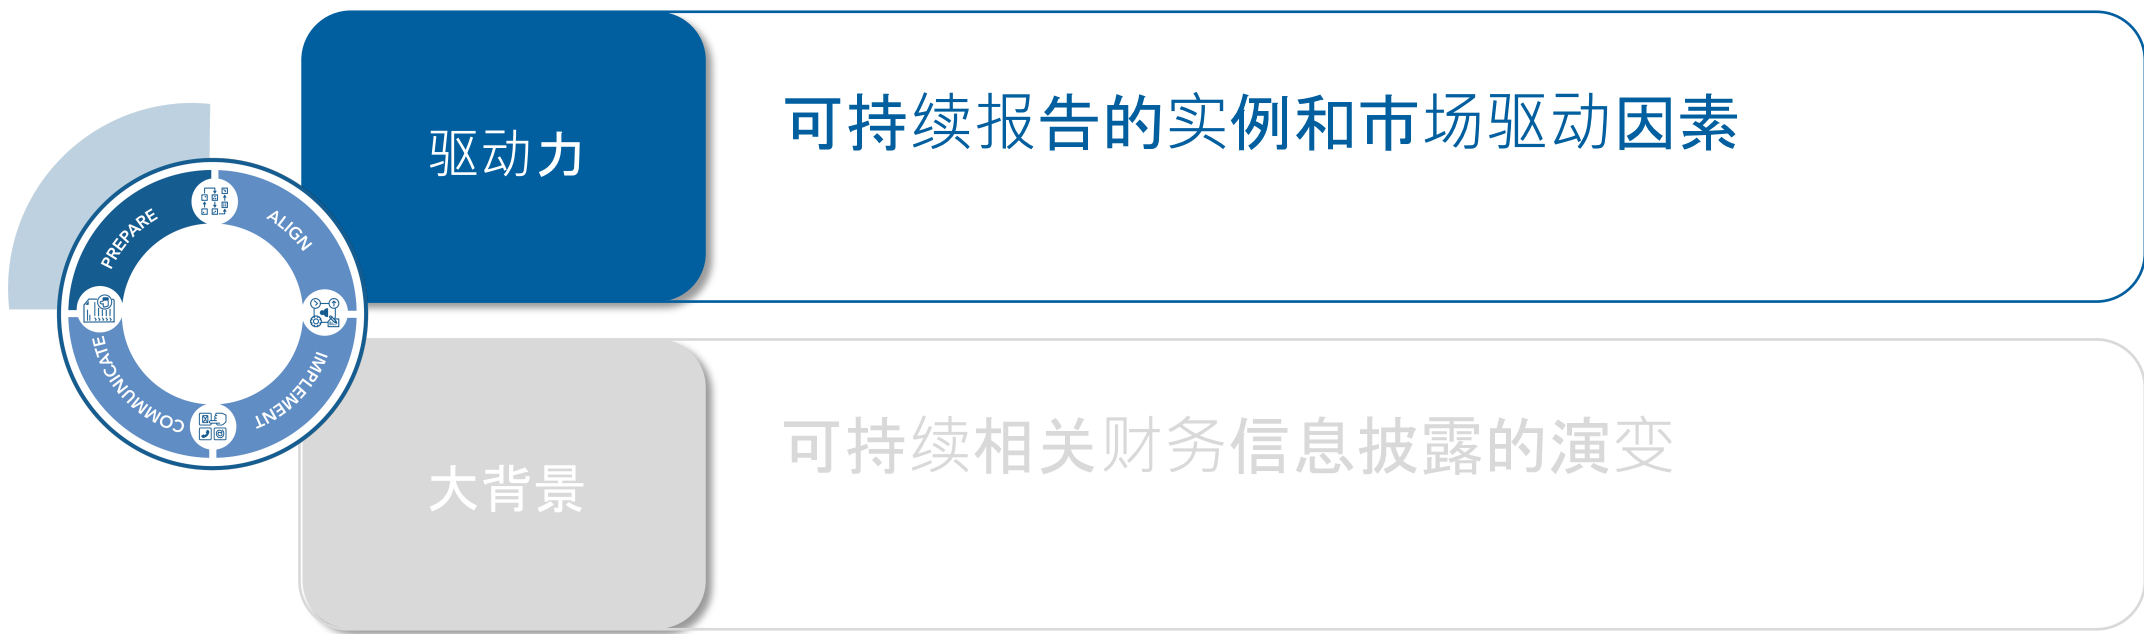 驱动力
可持续报告的实例和市场驱动因素
PREPARE
ALIGN
IMPLEMENT
COMMUNICATE
大背景
可持续相关财务信息披露的演变